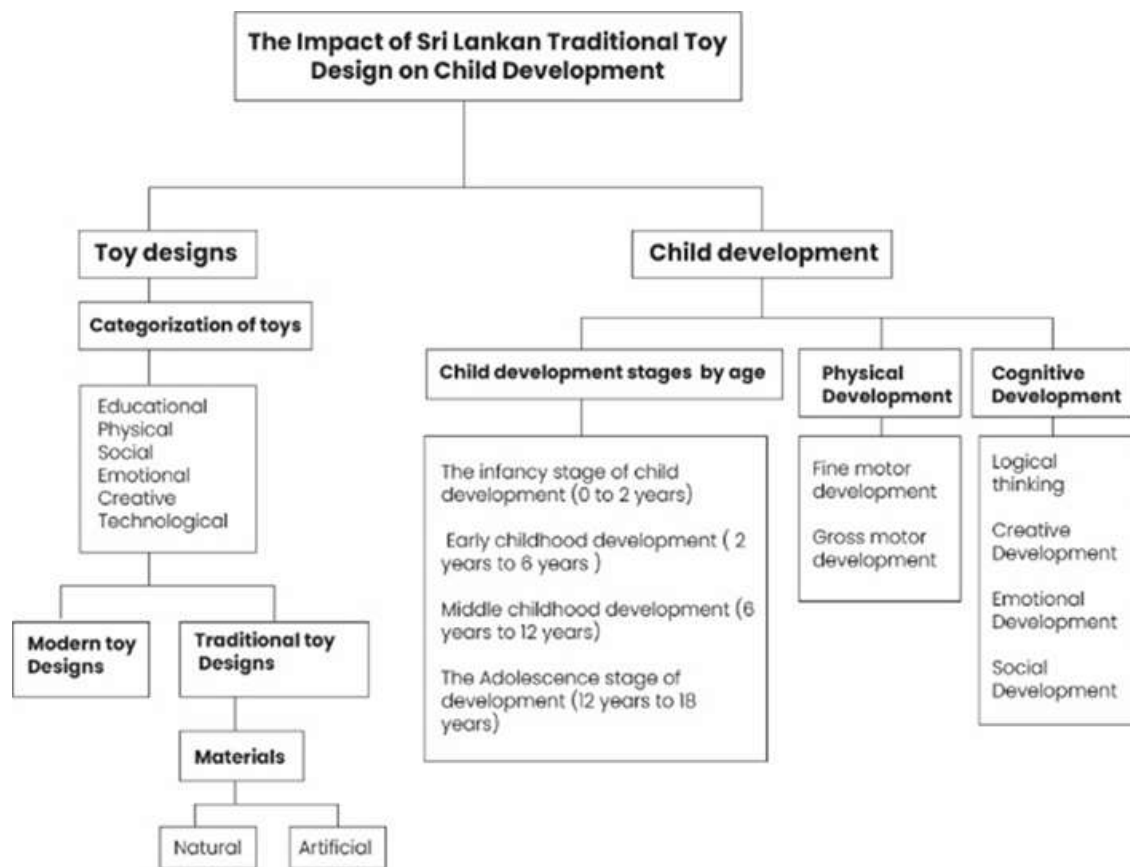 The Impact of Sri Lankan Traditional Toy
Design on Child Development
Toy designs
Categorization of toys
Educational
Physical
Social
Emotional
Creative
Technological
Modern toy
Designs
Traditional toy
Designs
Materials
Natural
Artificial
Child development
Child development stages by age
The infancy stage of child
development (0 to 2 years)
Early childhood development ( 2
years to 6 years )
Middle childhood development (6
years to 12 years)
The Adolescence stage of
development (12 years to 18
years)
Physical
Development
Fine motor
development
Gross motor
development
Cognitive
Development
Logical
thinking
Creative
Development
Emotional
Development
Social
Development